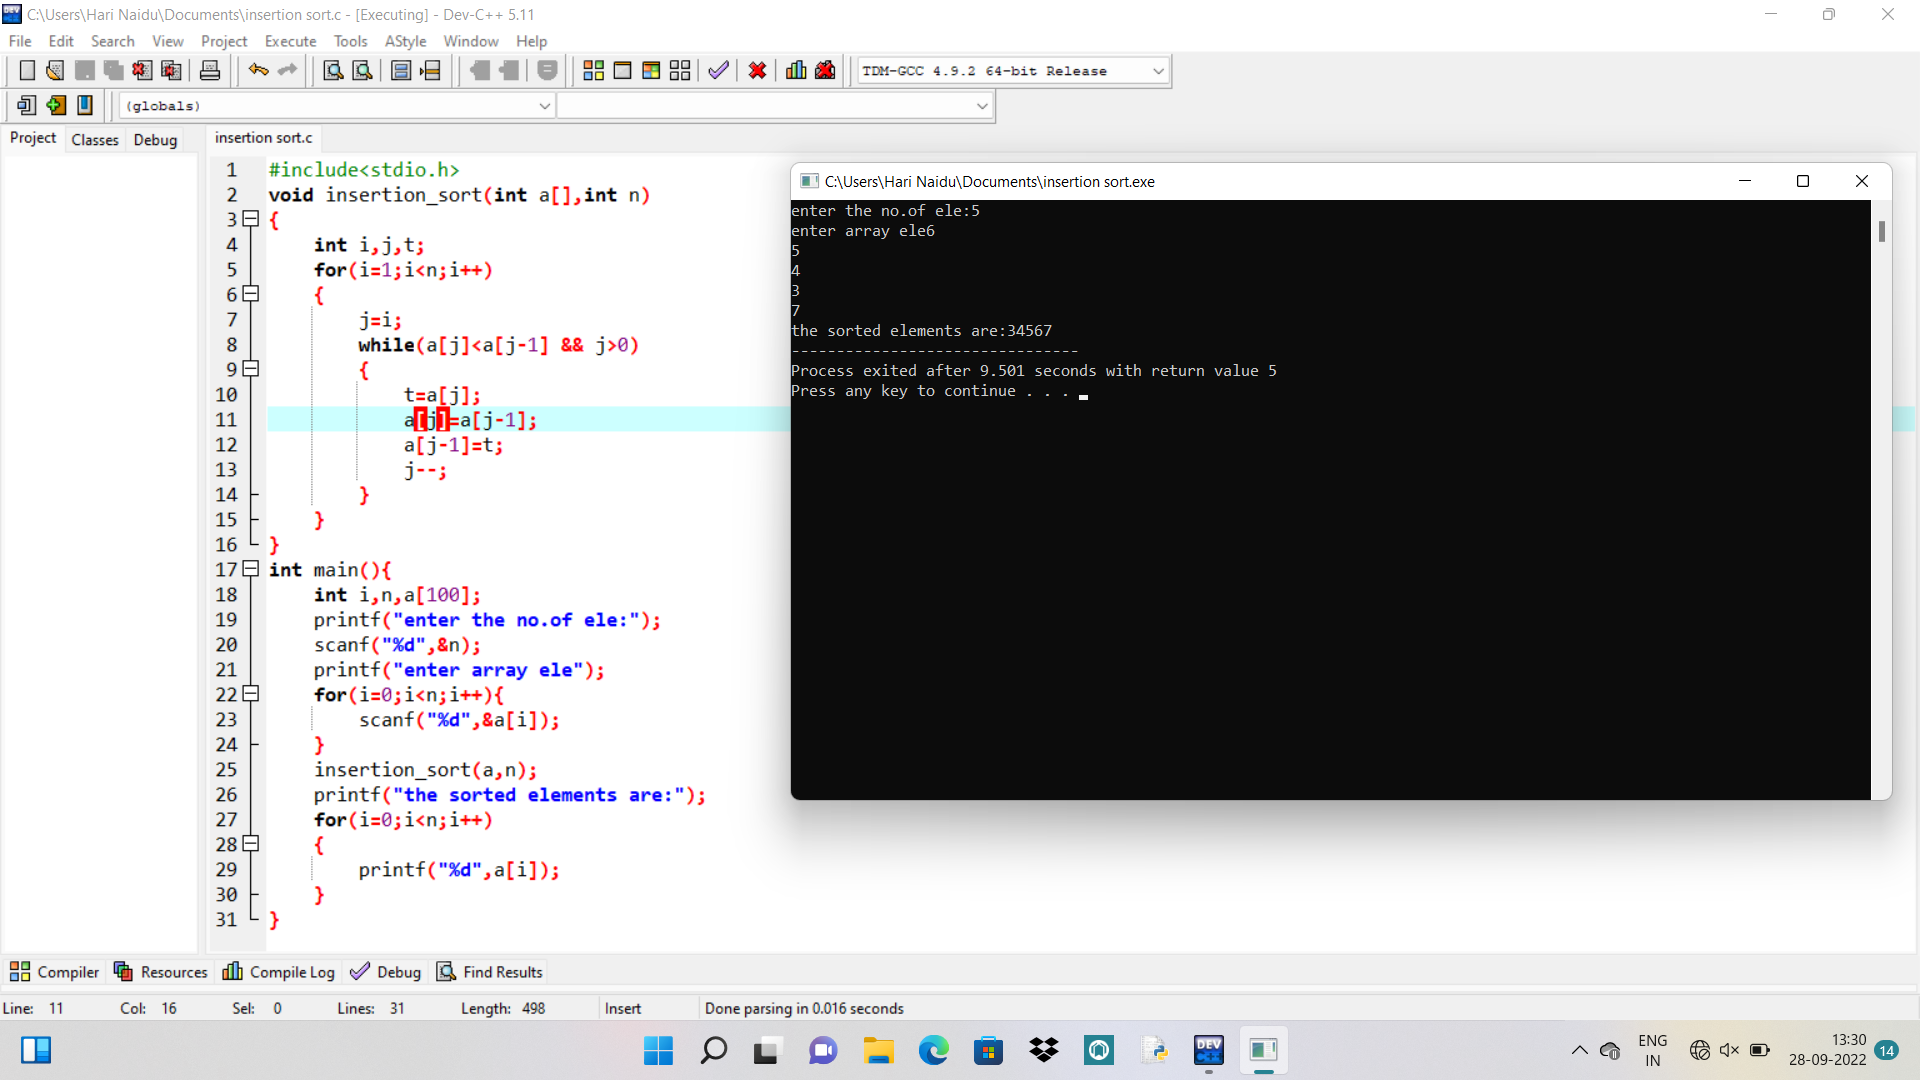 C:\Users\Hari Naidu\Documents\insertion sort.c - [Executing] - Dev-C++ 5.11
File Edit Search View Project Execute Tools AStyle Window Help
TDM-GCC 4.9.2 64-bit Release
(globals)
Project Classes Debug
insertion sort.c
1 #include<stdio.h>
2 void insertion_sort(int a[],int n)
3 {
4 int i,j,t;
5 for(i=1;i<n;i++)
6 {
7 j=i;
8 while(a[j]<a[j-1] && j>0)
9 {
10 t=a[j];
11 a[j]=a[j-1];
12 a[j-1]=t;
13 j--;
14 }
15 }
16 }
17 int main(){
18 int i,n,a[100];
19 printf("enter the no.of ele:");
20 scanf("%d",&n);
21 printf("enter array ele");
22 for(i=0;i<n;i++){
23 scanf("%d",&a[i]);
24 }
25 insertion_sort(a,n);
26 printf("the sorted elements are:");
27 for(i=0;i<n;i++)
28 {
29 printf("%d",a[i]);
30 }
31 }
C:\Users\Hari Naidu\Documents\insertion sort.exe
enter the no.of ele:5
enter array ele6
5
4
3
7
the sorted elements are:34567
--------------------------------
Process exited after 9.501 seconds with return value 5
Press any key to continue . . .
Compiler Resources Compile Log Debug Find Results
Line: 11 Col: 16 Sel: 0 Lines: 31 Length: 498 Insert Done parsing in 0.016 seconds
DEV
ENG
IN
13:30
28-09-2022
14